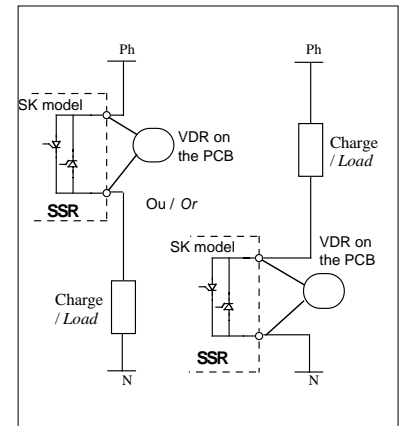 Ph
SK model
VDR on
the PCB
SSR
Ou / Or
Charge
/ Load
N
Ph
Charge
/ Load
SK model
VDR on
the PCB
SSR
N